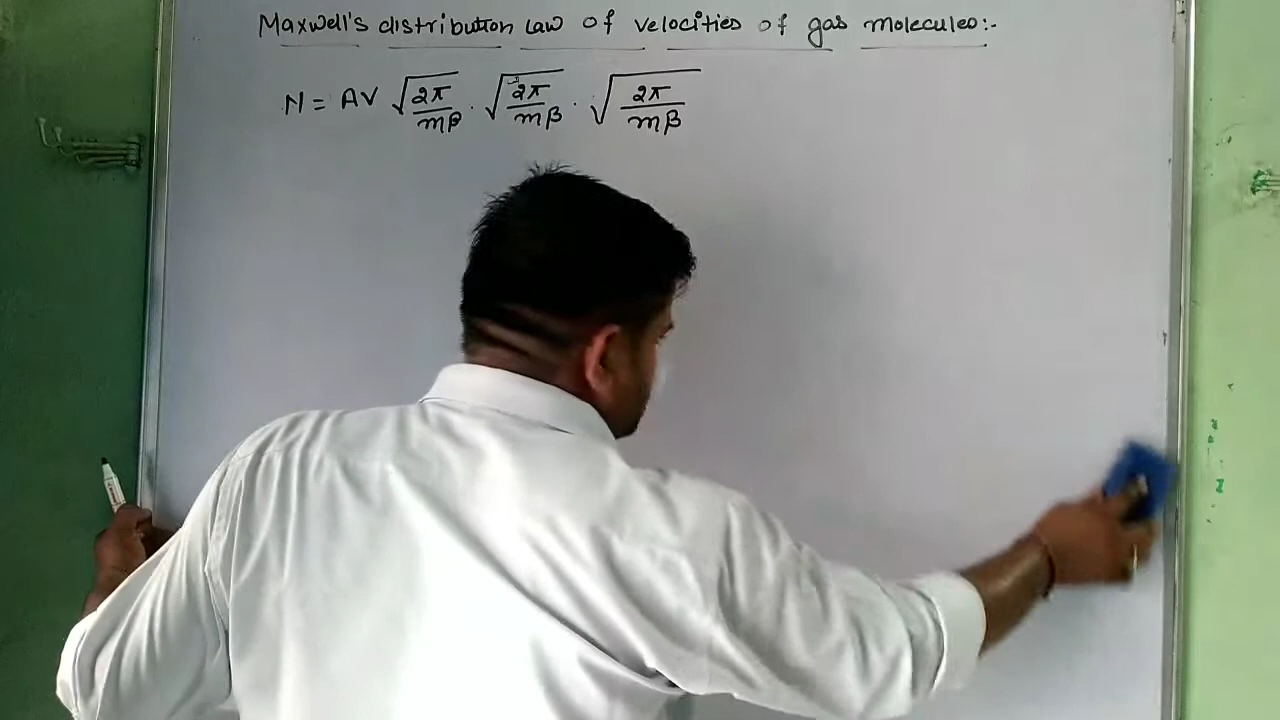 Maxwell's distribution law of velocities of gas molecules:-
N = AV √(2π/mβ) · √(2π/mβ) · √(2π/mβ)